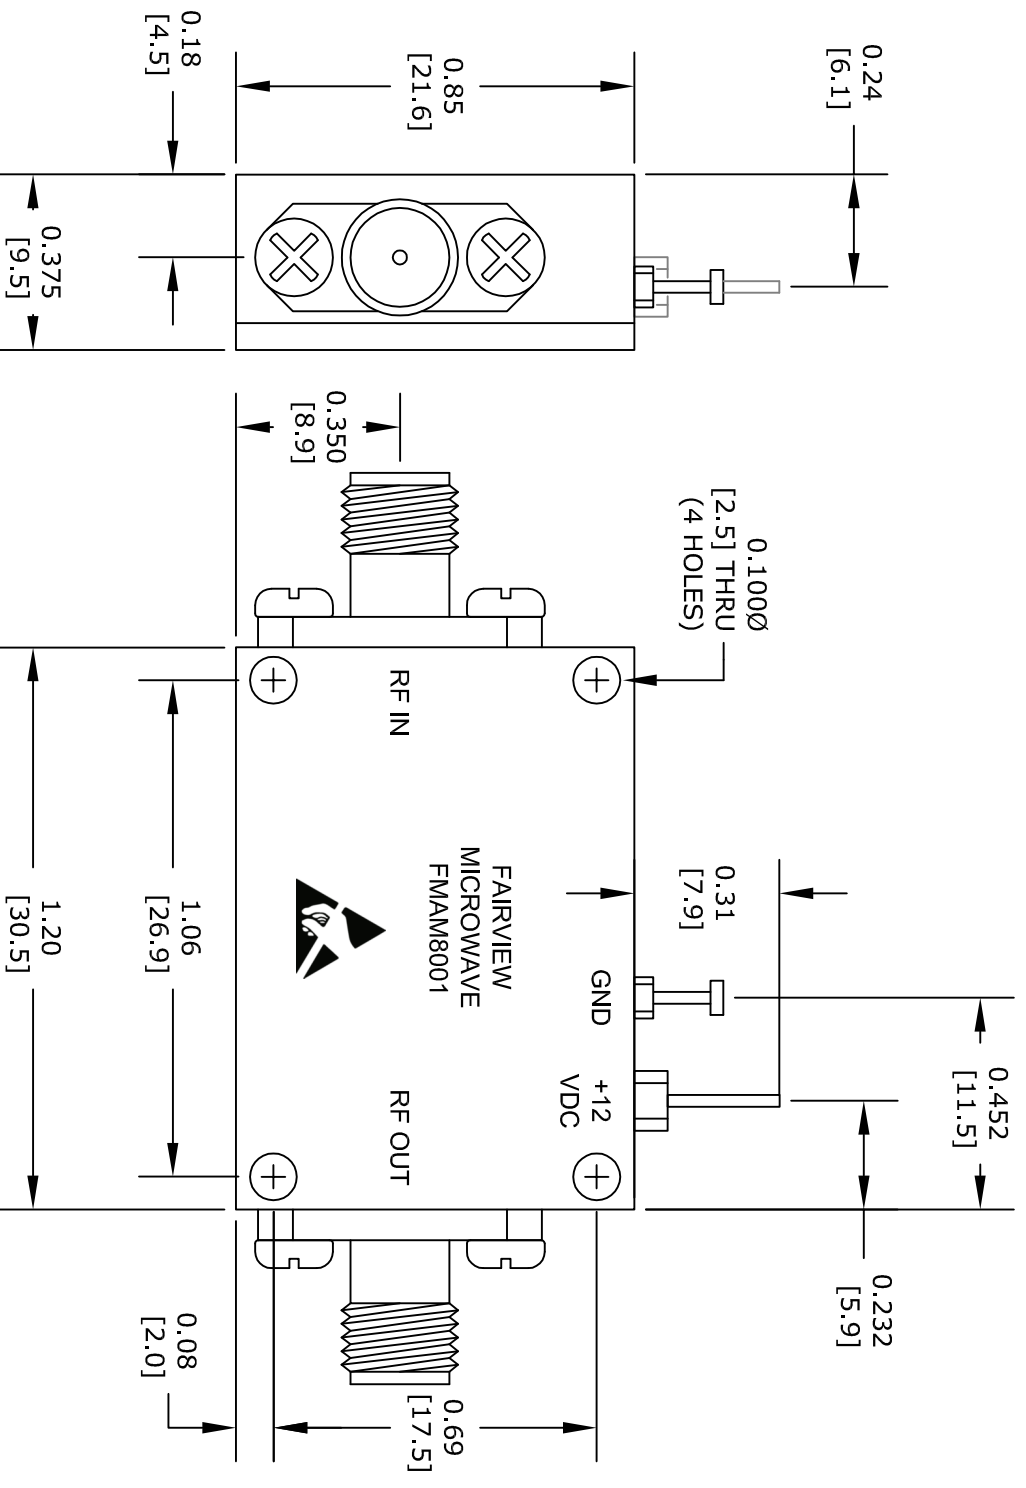 0.24
[6.1]
0.85
[21.6]
0.18
[4.5]
0.375
[9.5]
0.350
[8.9]
0.100Ø
[2.5] THRU
(4 HOLES)
RF IN
FAIRVIEW
MICROWAVE
FMAM8001
0.31
[7.9]
GND
+12
VDC
RF OUT
0.452
[11.5]
0.232
[5.9]
1.06
[26.9]
1.20
[30.5]
0.08
[2.0]
0.69
[17.5]